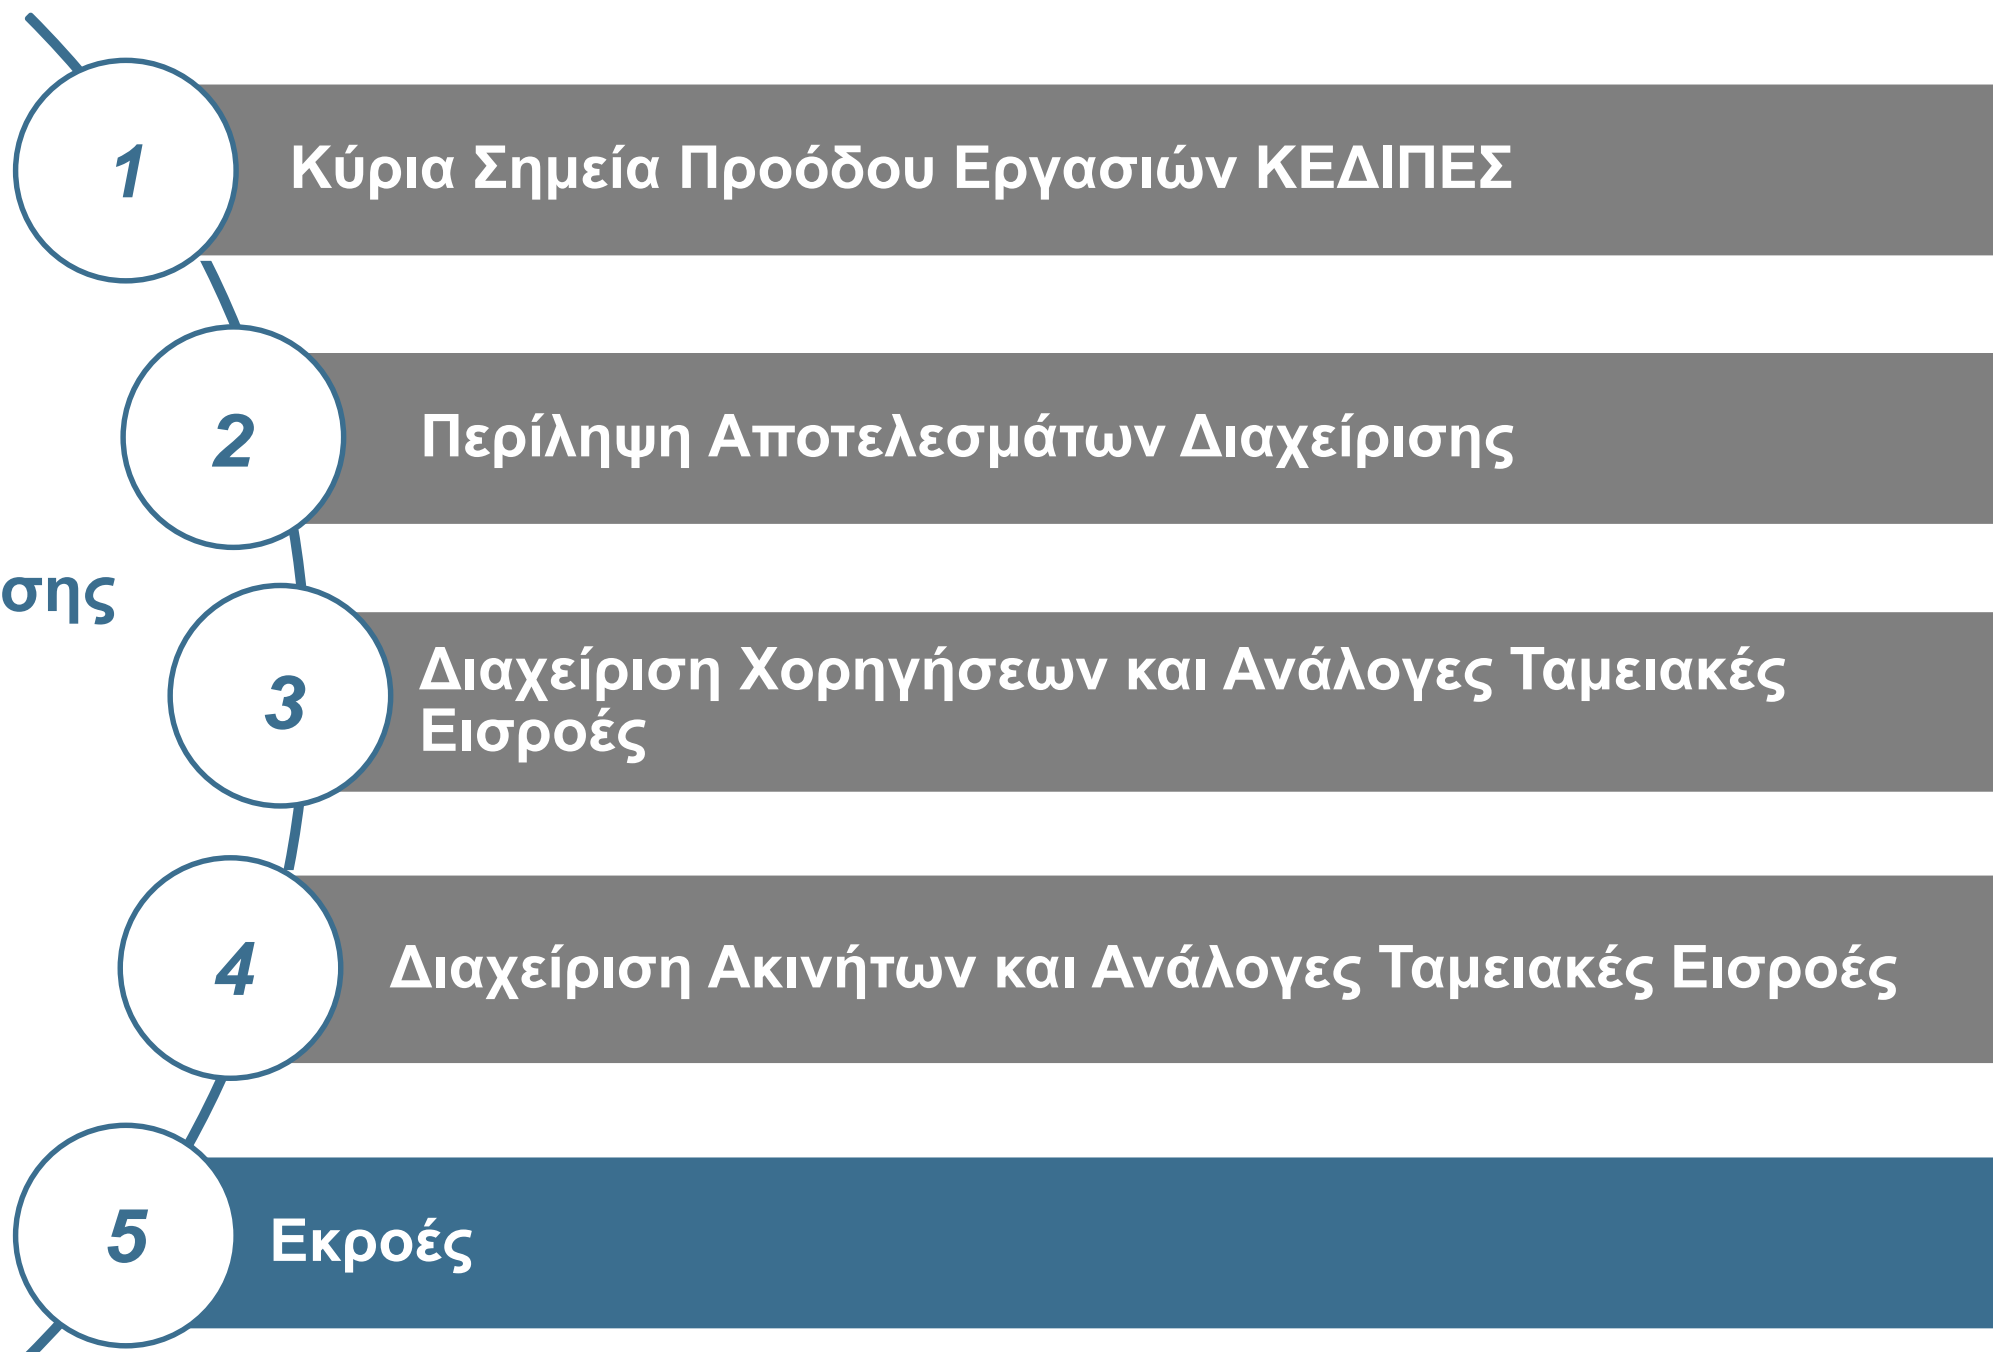 1
Κύρια Σημεία Προόδου Εργασιών ΚΕΔΙΠΕΣ
2
Περίληψη Αποτελεσμάτων Διαχείρισης
σης
3
Διαχείριση Χορηγήσεων και Ανάλογες Ταμειακές
Εισροές
4
Διαχείριση Ακινήτων και Ανάλογες Ταμειακές Εισροές
5
Εκροές